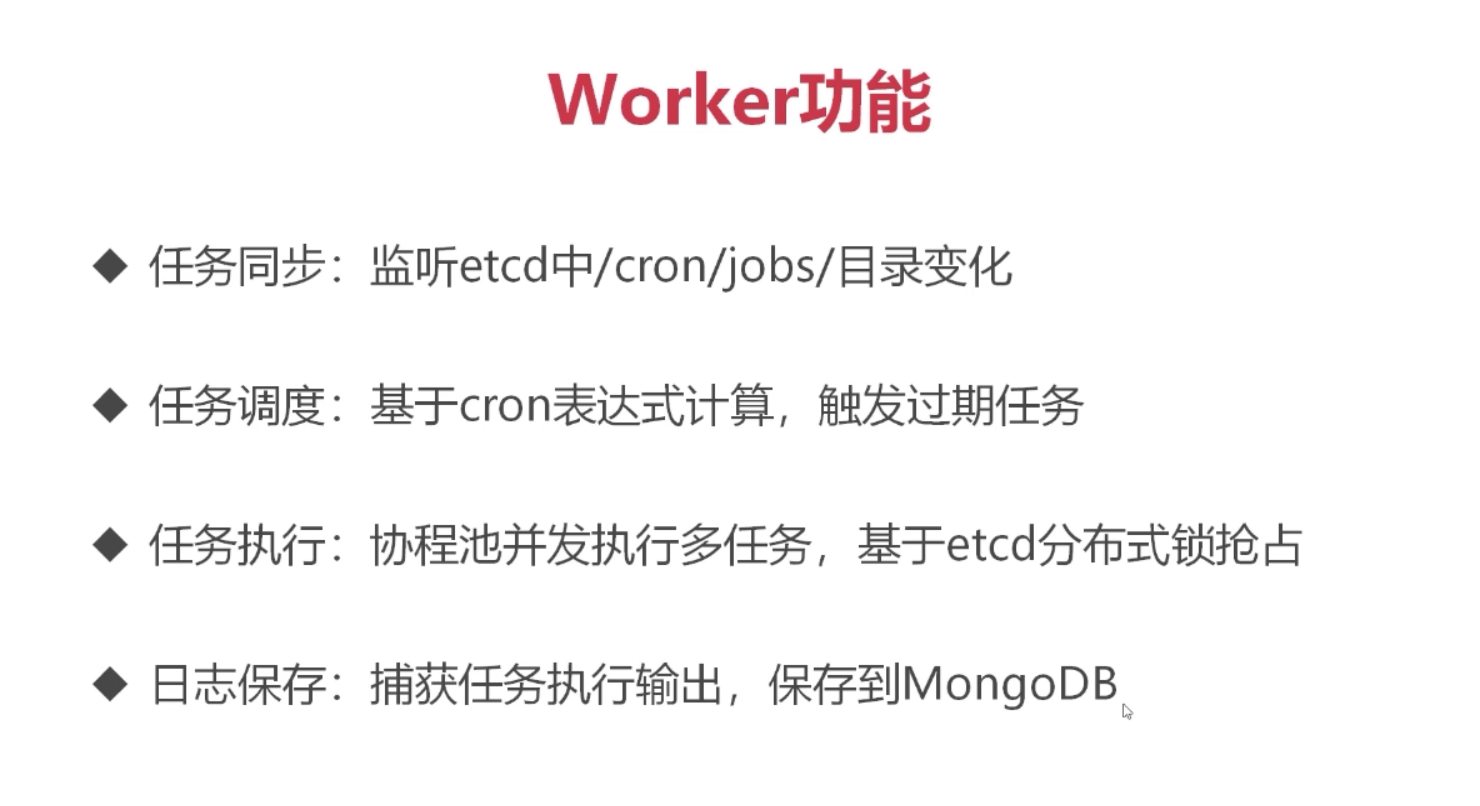 Worker功能
◆ 任务同步：监听etcd中/cron/jobs/目录变化
◆ 任务调度：基于cron表达式计算，触发过期任务
◆ 任务执行：协程池并发执行多任务，基于etcd分布式锁抢占
◆ 日志保存：捕获任务执行输出，保存到MongoDB